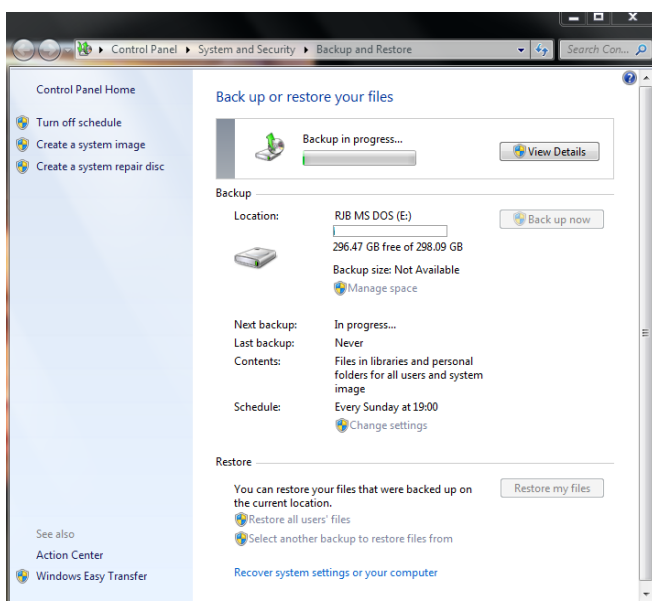 Control Panel System and Security Backup and Restore Search Con...
Control Panel Home
Turn off schedule
Create a system image
Create a system repair disc
Back up or restore your files
Backup in progress...
View Details
Backup
Location: RJB MS DOS (E:) Back up now
296.47 GB free of 298.09 GB
Backup size: Not Available
Manage space
Next backup: In progress...
Last backup: Never
Contents: Files in libraries and personal
folders for all users and system
image
Schedule: Every Sunday at 19:00
Change settings
Restore
You can restore your files that were backed up on Restore my files
the current location.
Restore all users' files
Select another backup to restore files from
Recover system settings or your computer
See also
Action Center
Windows Easy Transfer